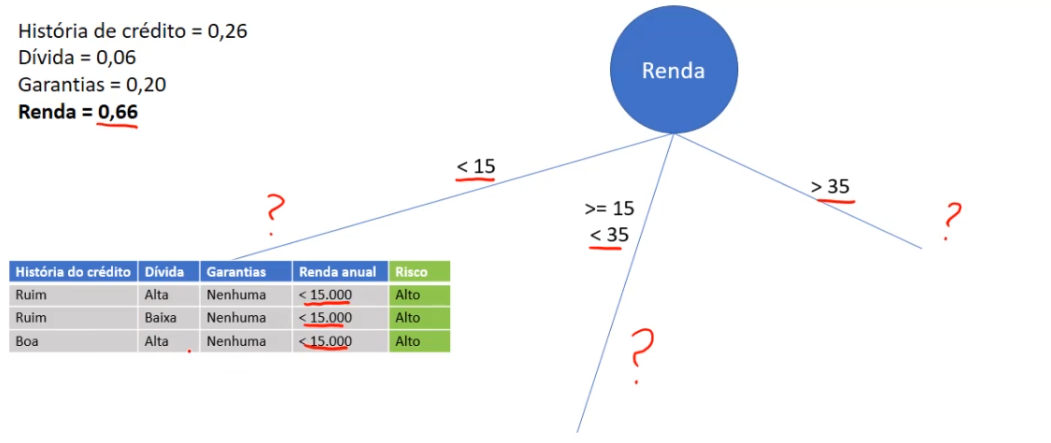 História de crédito = 0,26
Dívida = 0,06
Garantias = 0,20
Renda = 0,66
Renda
< 15
>= 15
< 35
> 35
?
?
?
História do crédito Dívida Garantias Renda anual Risco
Ruim Alta Nenhuma < 15.000 Alto
Ruim Baixa Nenhuma < 15.000 Alto
Boa Alta Nenhuma < 15.000 Alto